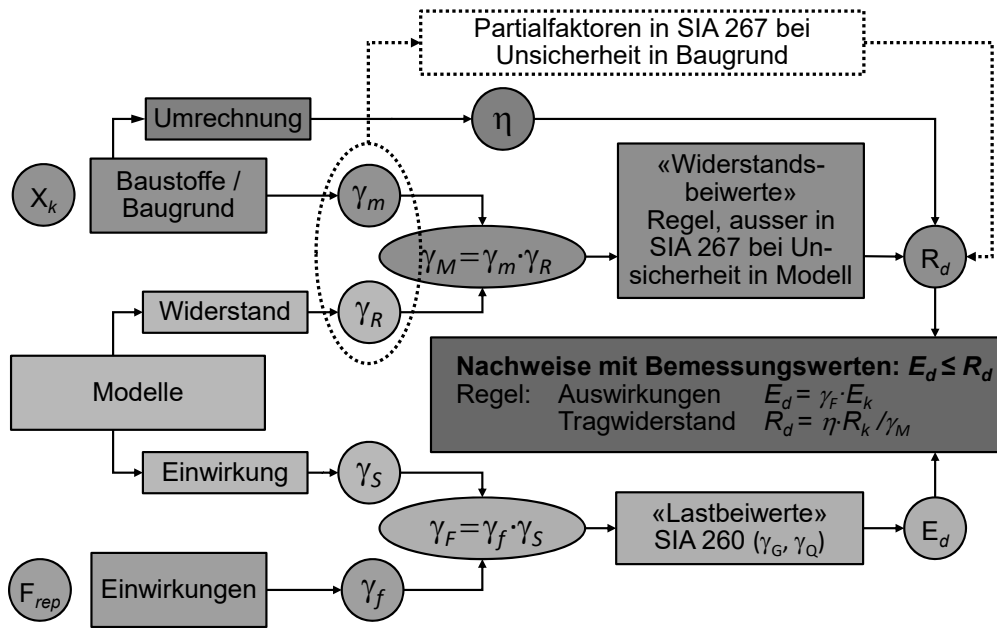 Partialfaktoren in SIA 267 bei
Unsicherheit in Baugrund
Umrechnung
η
X_k
Baustoffe /
Baugrund
γ_m
«Widerstands-
beiwerte»
Regel, ausser in
SIA 267 bei Un-
sicherheit in Modell
γ_M = γ_m·γ_R
R_d
Widerstand
γ_R
Modelle
Nachweise mit Bemessungswerten: E_d ≤ R_d
Regel: Auswirkungen E_d = γ_F·E_k
Tragwiderstand R_d = η·R_k /γ_M
Einwirkung
γ_S
γ_F = γ_f·γ_S
«Lastbeiwerte»
SIA 260 (γ_G, γ_Q)
E_d
F_rep
Einwirkungen
γ_f